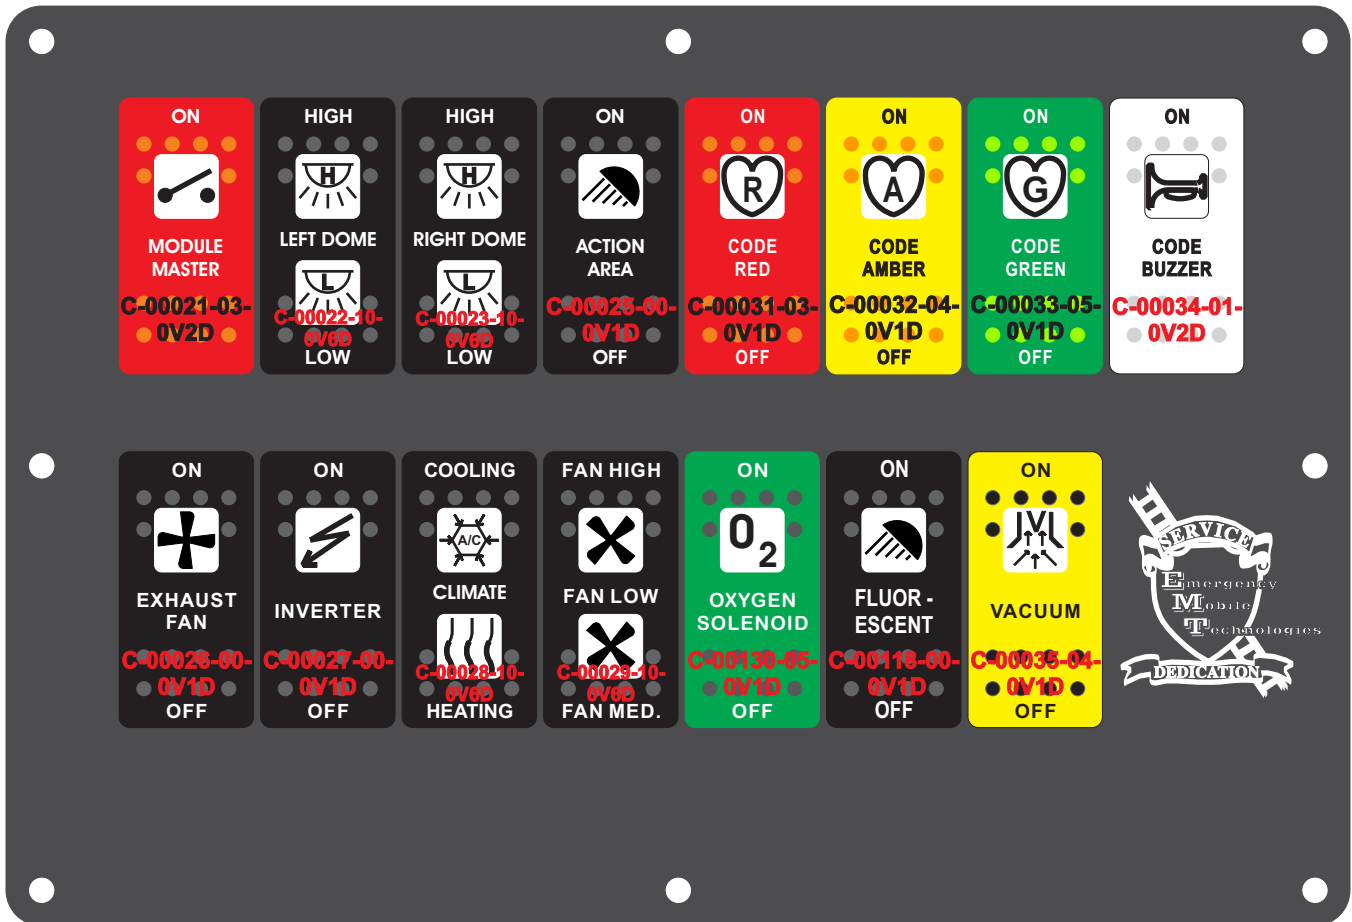 ON
MODULE
MASTER
C-00021-03-
0V2D
HIGH
H
LEFT DOME
L
C-00022-10-
0V6D
LOW
HIGH
H
RIGHT DOME
L
C-00023-10-
0V6D
LOW
ON
ACTION
AREA
C-00025-00-
0V1D
OFF
ON
R
CODE
RED
C-00031-03-
0V1D
OFF
ON
A
CODE
AMBER
C-00032-04-
0V1D
OFF
ON
G
CODE
GREEN
C-00033-05-
0V1D
OFF
ON
CODE
BUZZER
C-00034-01-
0V2D
ON
EXHAUST
FAN
C-00026-00-
0V1D
OFF
ON
INVERTER
C-00027-00-
0V1D
OFF
COOLING
A/C
CLIMATE
C-00028-10-
0V6D
HEATING
FAN HIGH
FAN LOW
C-00029-10-
0V6D
FAN MED.
ON
O2
OXYGEN
SOLENOID
C-00130-05-
0V1D
OFF
ON
FLUOR -
ESCENT
C-00118-00-
0V1D
OFF
ON
V
VACUUM
C-00035-04-
0V1D
OFF
SERVICE
Emergency
Mobile
Technologies
DEDICATION